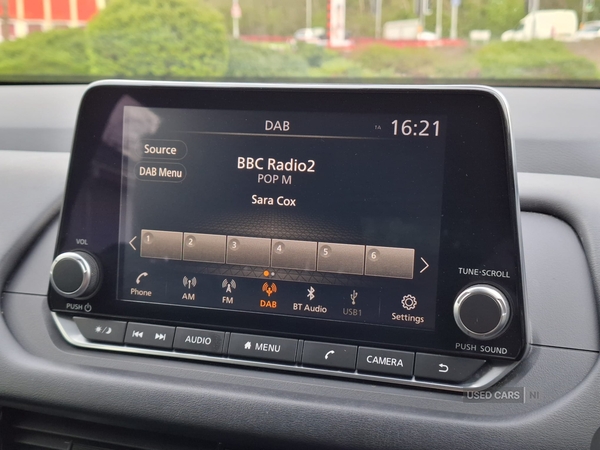 DAB
TA 16:21
Source
DAB Menu
BBC Radio2
POP M
Sara Cox
1 2 3 4 5 6
Phone AM FM DAB BT Audio USB1 Settings
VOL
PUSH
TUNE·SCROLL
PUSH SOUND
AUDIO MENU CAMERA
USED CARS NI